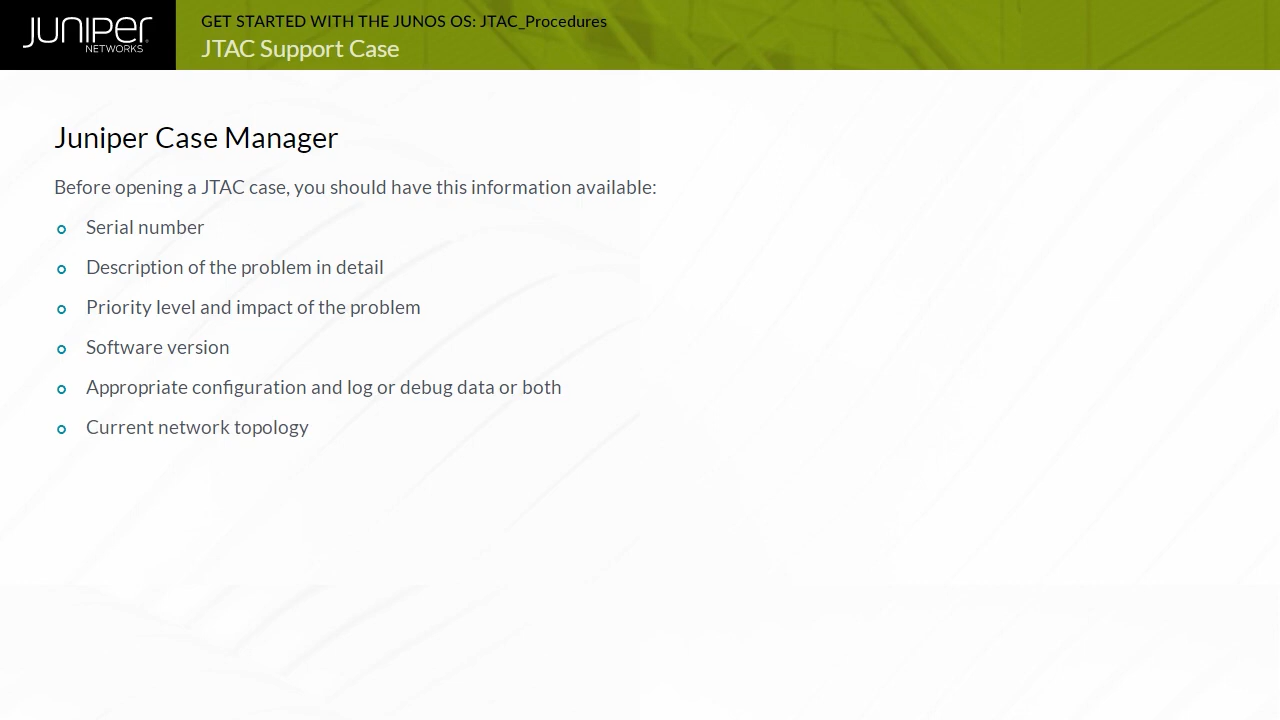 JUNIPEr
NETWORKS
GET STARTED WITH THE JUNOS OS: JTAC_Procedures
JTAC Support Case
Juniper Case Manager
Before opening a JTAC case, you should have this information available:
Serial number
Description of the problem in detail
Priority level and impact of the problem
Software version
Appropriate configuration and log or debug data or both
Current network topology